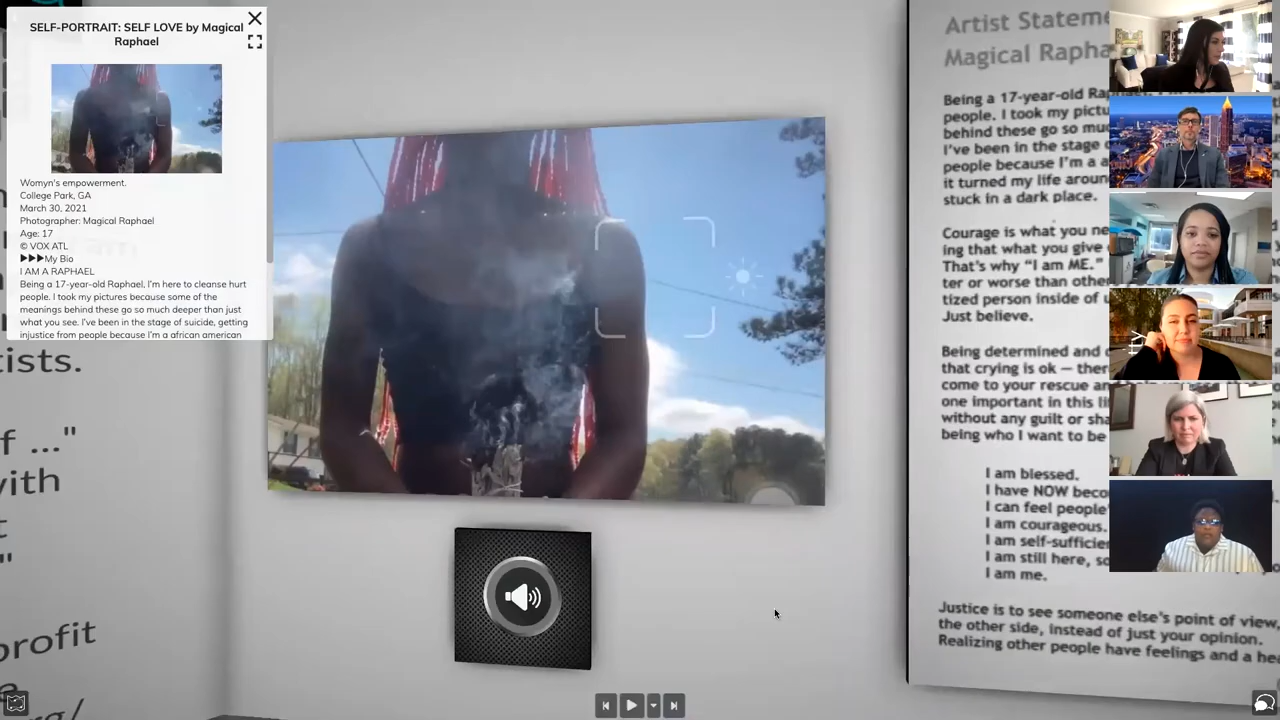 SELF-PORTRAIT: SELF LOVE by Magical
Raphael
Womyn's empowerment.
College Park, GA
March 30, 2021
Photographer: Magical Raphael
Age: 17
© VOX ATL
▶▶▶My Bio
I AM A RAPHAEL
Being a 17-year-old Raphael, I'm here to cleanse hurt
people. I took my pictures because some of the
meanings behind these go so much deeper than just
what you see. I've been in the stage of suicide, getting
injustice from people because I'm a african american
ists.
f ..."
with
t
"
profit
e
rg/
Artist Stateme
Magical Rapha
Being a 17-year-old Rap
people. I took my pictu
behind these go so muc
I've been in the stage o
people because I'm a a
it turned my life aroun
stuck in a dark place.
Courage is what you ne
ing that what you give
That's why "I am ME."
ter or worse than other
tized person inside of u
Just believe.
Being determined and
that crying is ok — ther
come to your rescue an
one important in this li
without any guilt or sha
being who I want to be
I am blessed.
I have NOW beco
I can feel people'
I am courageous.
I am self-sufficie
I am still here, so
I am me.
Justice is to see someone else's point of view,
the other side, instead of just your opinion.
Realizing other people have feelings and a hea